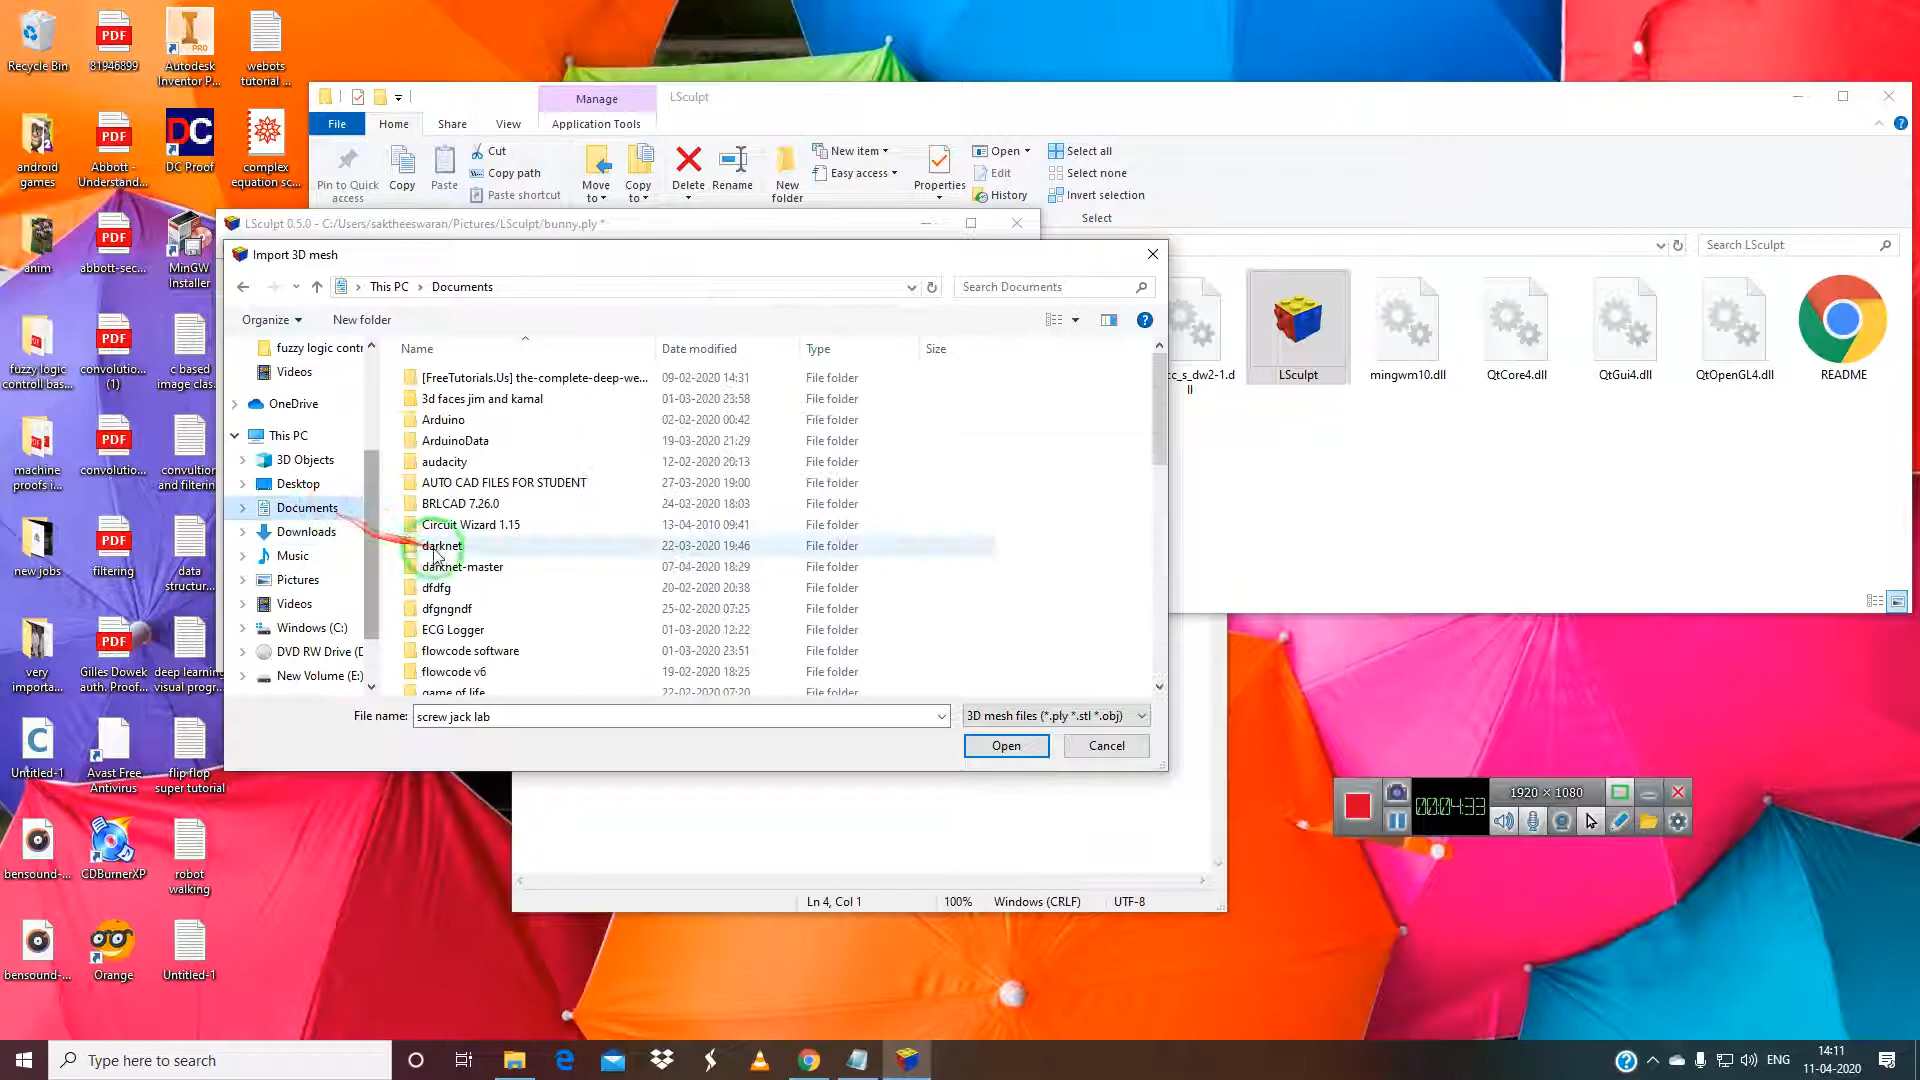 Recycle Bin
81946899
Autodesk
Inventor P...
webots
tutorial ...
android
games
Abbott -
Understand...
DC Proof
complex
equation sc...
anim
abbott-sec...
MinGW
Installer
fuzzy logic
controll bas...
convolutio...
(1)
c based
image clas...
machine
proofs i...
convolutio...
convultion
and filterin...
new jobs
filtering
data
structur...
very
importa...
Gilles Dowek
auth. Proof...
deep learning
visual progr...
Untitled-1
Avast Free
Antivirus
flip flop
super tutorial
bensound-...
CDBurnerXP
robot
walking
bensound-...
Orange
Untitled-1
Manage
LSculpt
File
Home
Share
View
Application Tools
Pin to Quick
access
Copy
Paste
Cut
Copy path
Paste shortcut
Move
to
Copy
to
Delete
Rename
New
folder
New item
Easy access
Properties
Open
Edit
History
Select all
Select none
Invert selection
Select
Search LSculpt
LSculpt 0.5.0 - C:/Users/saktheeswaran/Pictures/LSculpt/bunny.ply *
cc_s_dw2-1.d
ll
LSculpt
mingwm10.dll
QtCore4.dll
QtGui4.dll
QtOpenGL4.dll
README
Import 3D mesh
This PC
Documents
Search Documents
Organize
New folder
fuzzy logic contr
Videos
OneDrive
This PC
3D Objects
Desktop
Documents
Downloads
Music
Pictures
Videos
Windows (C:)
DVD RW Drive (D
New Volume (E:)
Name
Date modified
Type
Size
[FreeTutorials.Us] the-complete-deep-we... 09-02-2020 14:31 File folder
3d faces jim and kamal 01-03-2020 23:58 File folder
Arduino 02-02-2020 00:42 File folder
ArduinoData 19-03-2020 21:29 File folder
audacity 12-02-2020 20:13 File folder
AUTO CAD FILES FOR STUDENT 27-03-2020 19:00 File folder
BRLCAD 7.26.0 24-03-2020 18:03 File folder
Circuit Wizard 1.15 13-04-2010 09:41 File folder
darknet 22-03-2020 19:46 File folder
darknet-master 07-04-2020 18:29 File folder
dfdfg 20-02-2020 20:38 File folder
dfgngndf 25-02-2020 07:25 File folder
ECG Logger 01-03-2020 12:22 File folder
flowcode software 01-03-2020 23:51 File folder
flowcode v6 19-02-2020 18:25 File folder
game of life 22-02-2020 07:20 File folder
File name:
screw jack lab
3D mesh files (*.ply *.stl *.obj)
Open
Cancel
Ln 4, Col 1
100%
Windows (CRLF)
UTF-8
00:04:33
1920 × 1080
Type here to search
ENG
14:11
11-04-2020